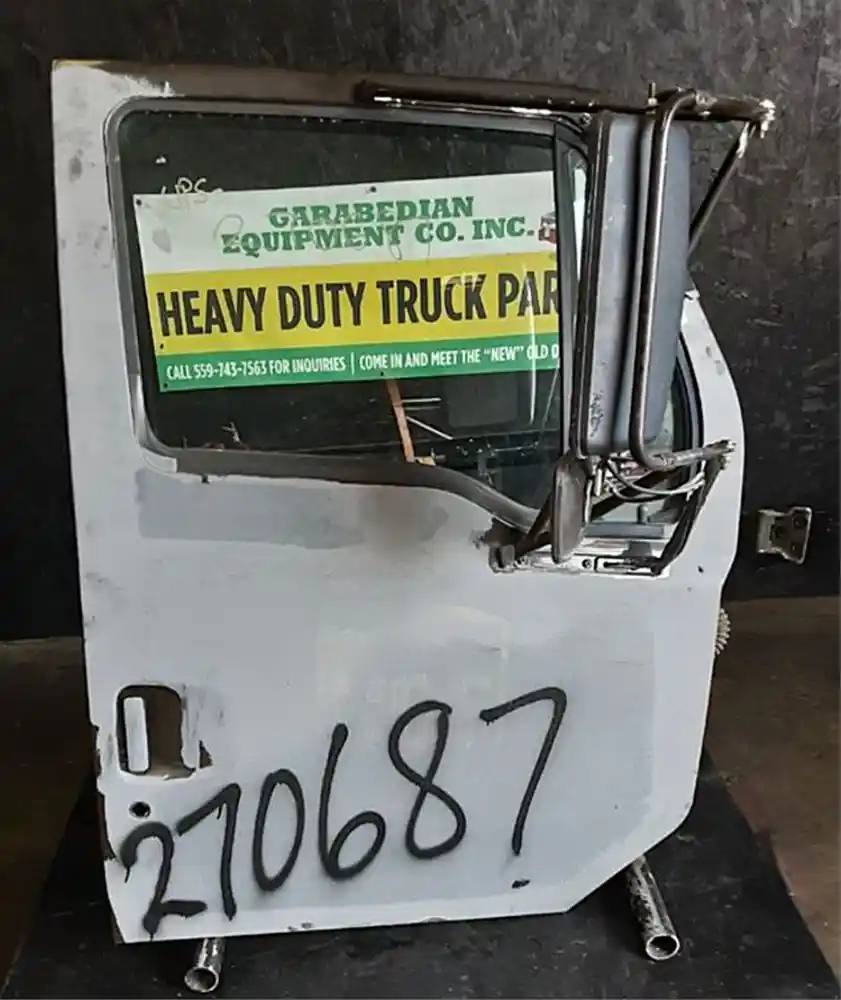 GARABEDIAN
EQUIPMENT CO. INC.
HEAVY DUTY TRUCK PAR
CALL 559-743-7563 FOR INQUIRIES | COME IN AND MEET THE "NEW" OLD D
270687